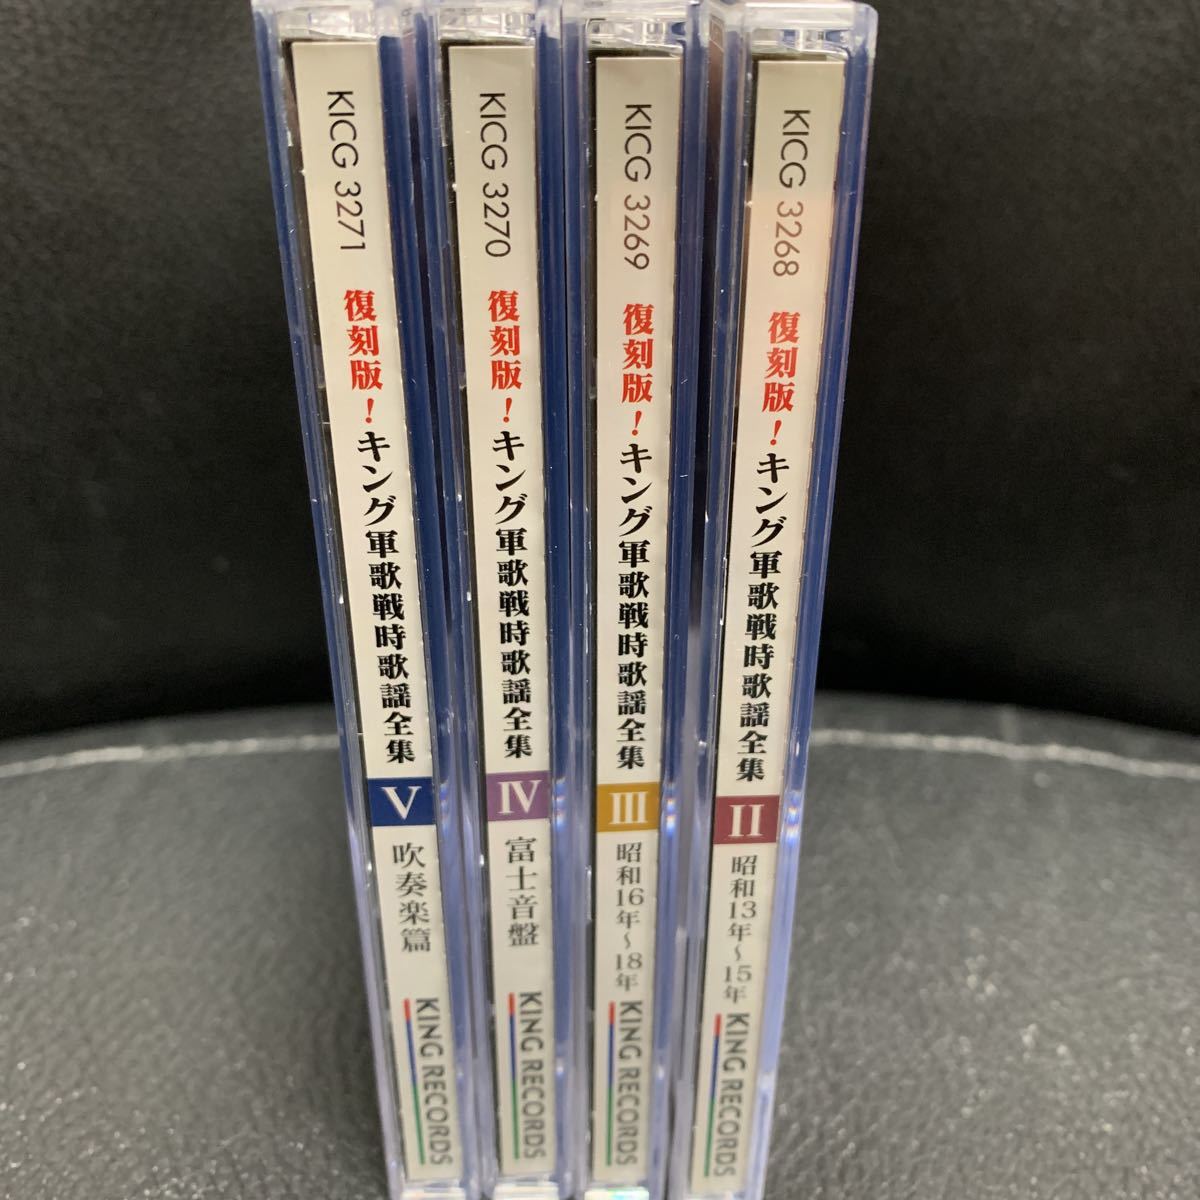 KICG 3271 復刻版！キング軍歌戦時歌謡全集 V 吹奏楽篇 KING RECORDS
KICG 3270 復刻版！キング軍歌戦時歌謡全集 IV 富士音盤 KING RECORDS
KICG 3269 復刻版！キング軍歌戦時歌謡全集 III 昭和16年〜18年 KING RECORDS
KICG 3268 復刻版！キング軍歌戦時歌謡全集 II 昭和13年〜15年 KING RECORDS